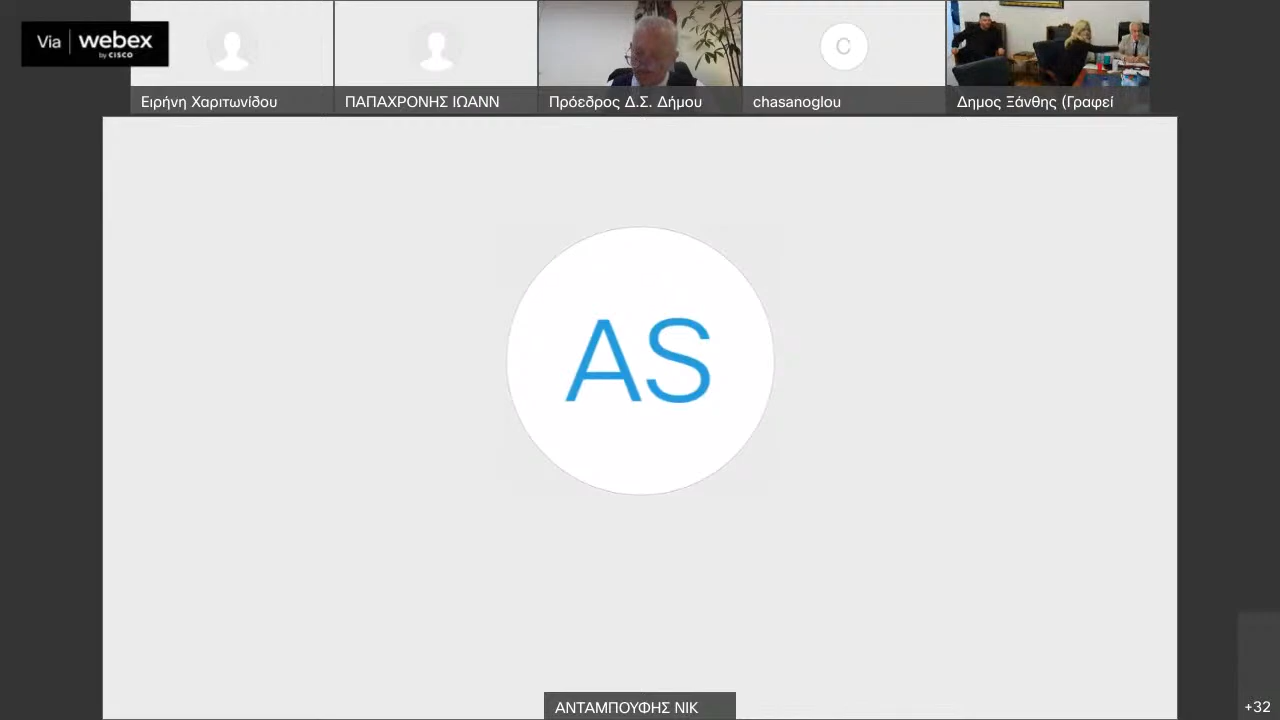 Via webex
by CISCO
Ειρήνη Χαριτωνίδου
ΠΑΠΑΧΡΟΝΗΣ ΙΩΑΝΝ
Πρόεδρος Δ.Σ. Δήμου
C
chasanoglou
Δημος Ξάνθης (Γραφεί
AS
ΑΝΤΑΜΠΟΥΦΗΣ ΝΙΚ
+32